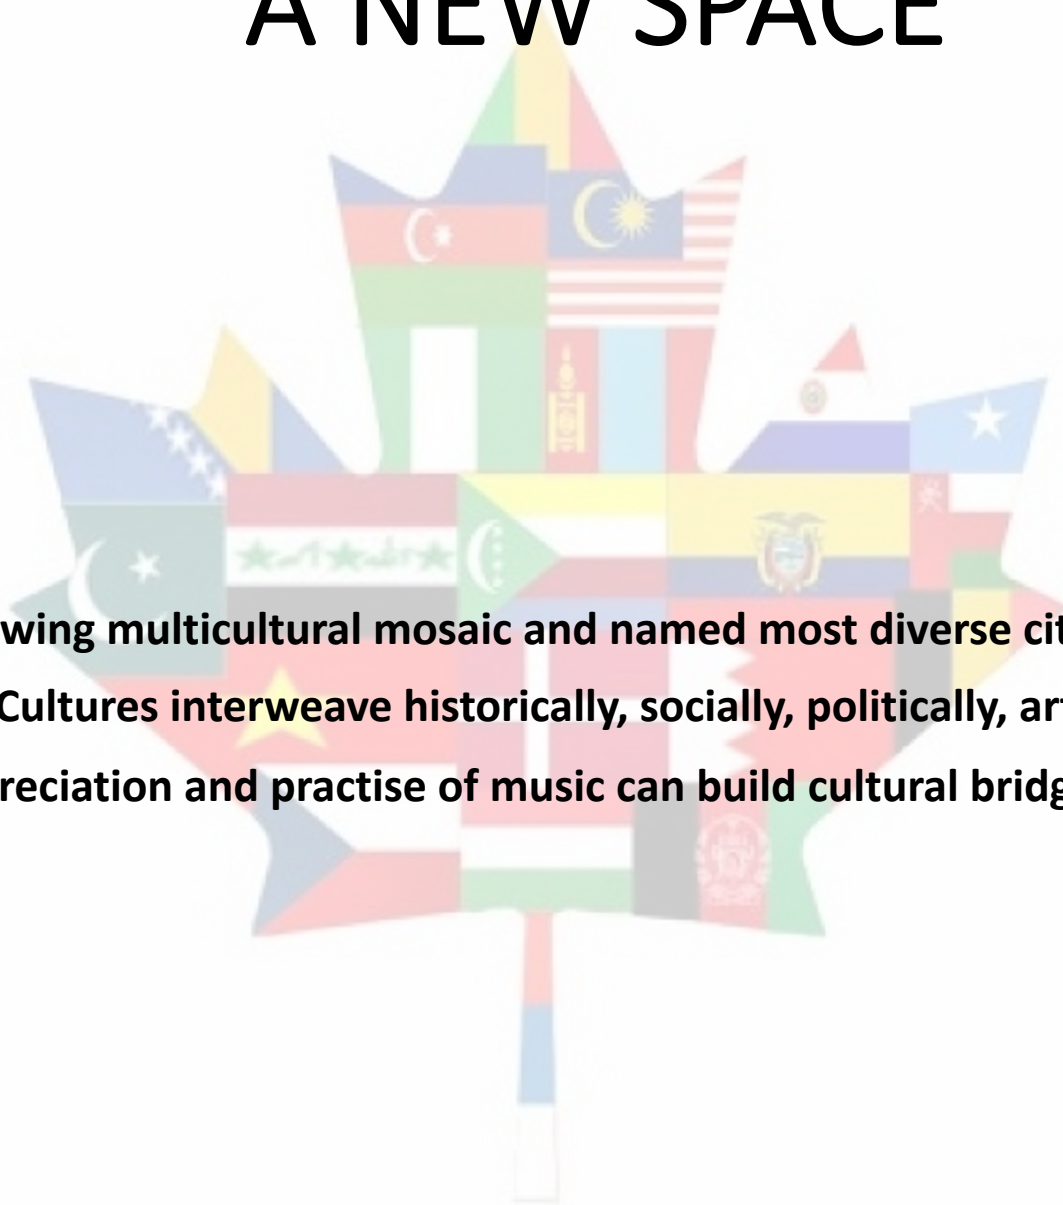 A NEW SPACE
wing multicultural mosaic and named most diverse cit
Cultures interweave historically, socially, politically, ar
reciation and practise of music can build cultural bridg